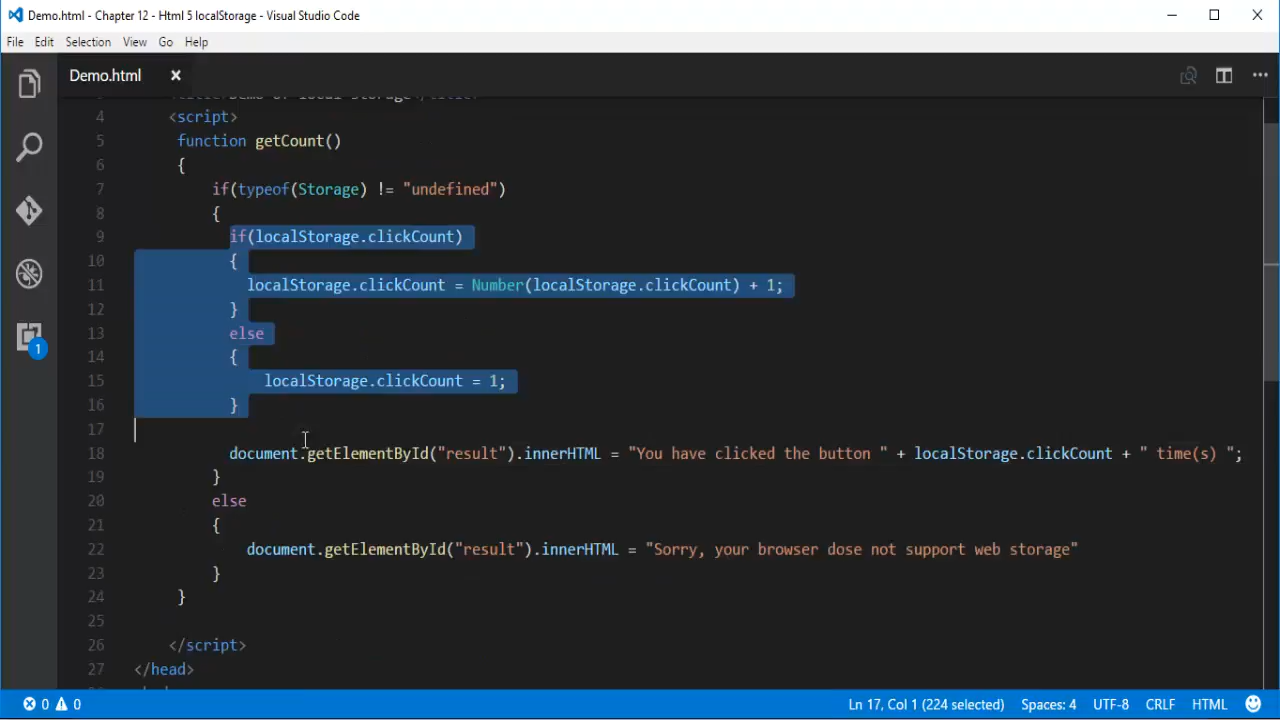 Demo.html - Chapter 12 - Html 5 localStorage - Visual Studio Code
File Edit Selection View Go Help
Demo.html
4 <script>
5 function getCount()
6 {
7 if(typeof(Storage) != "undefined")
8 {
9 if(localStorage.clickCount)
10 {
11 localStorage.clickCount = Number(localStorage.clickCount) + 1;
12 }
13 else
14 {
15 localStorage.clickCount = 1;
16 }
17
18 document.getElementById("result").innerHTML = "You have clicked the button " + localStorage.clickCount + " time(s) ";
19 }
20 else
21 {
22 document.getElementById("result").innerHTML = "Sorry, your browser dose not support web storage"
23 }
24 }
25
26 </script>
27 </head>
1
0 0 Ln 17, Col 1 (224 selected) Spaces: 4 UTF-8 CRLF HTML